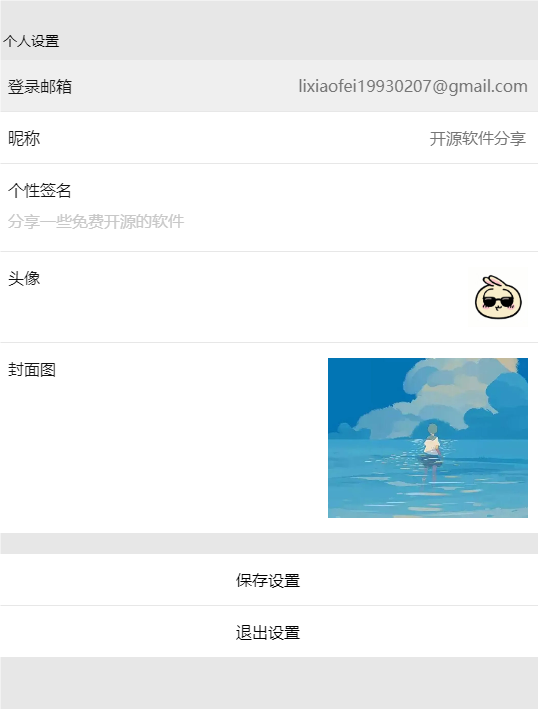 个人设置
登录邮箱 lixiaofei19930207@gmail.com
昵称 开源软件分享
个性签名
分享一些免费开源的软件
头像
封面图
保存设置
退出设置